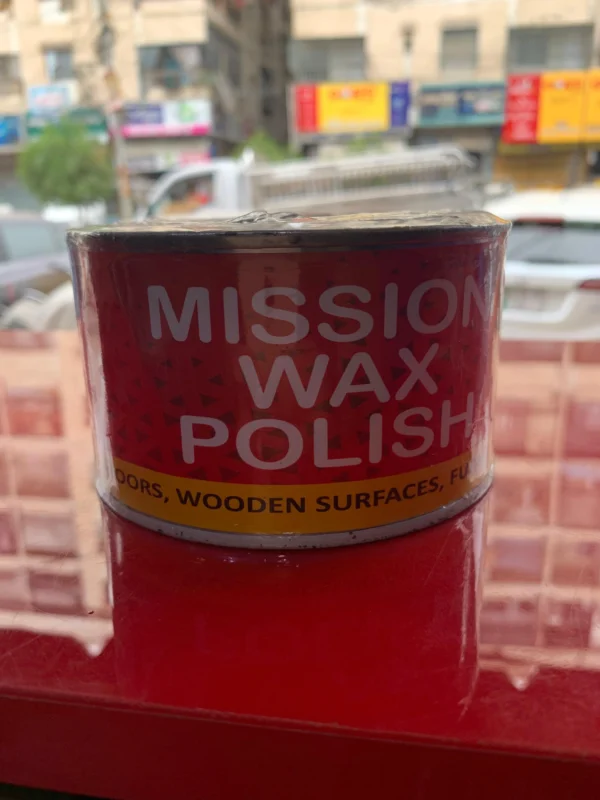 MISSION
WAX
POLISH
OORS, WOODEN SURFACES, FU